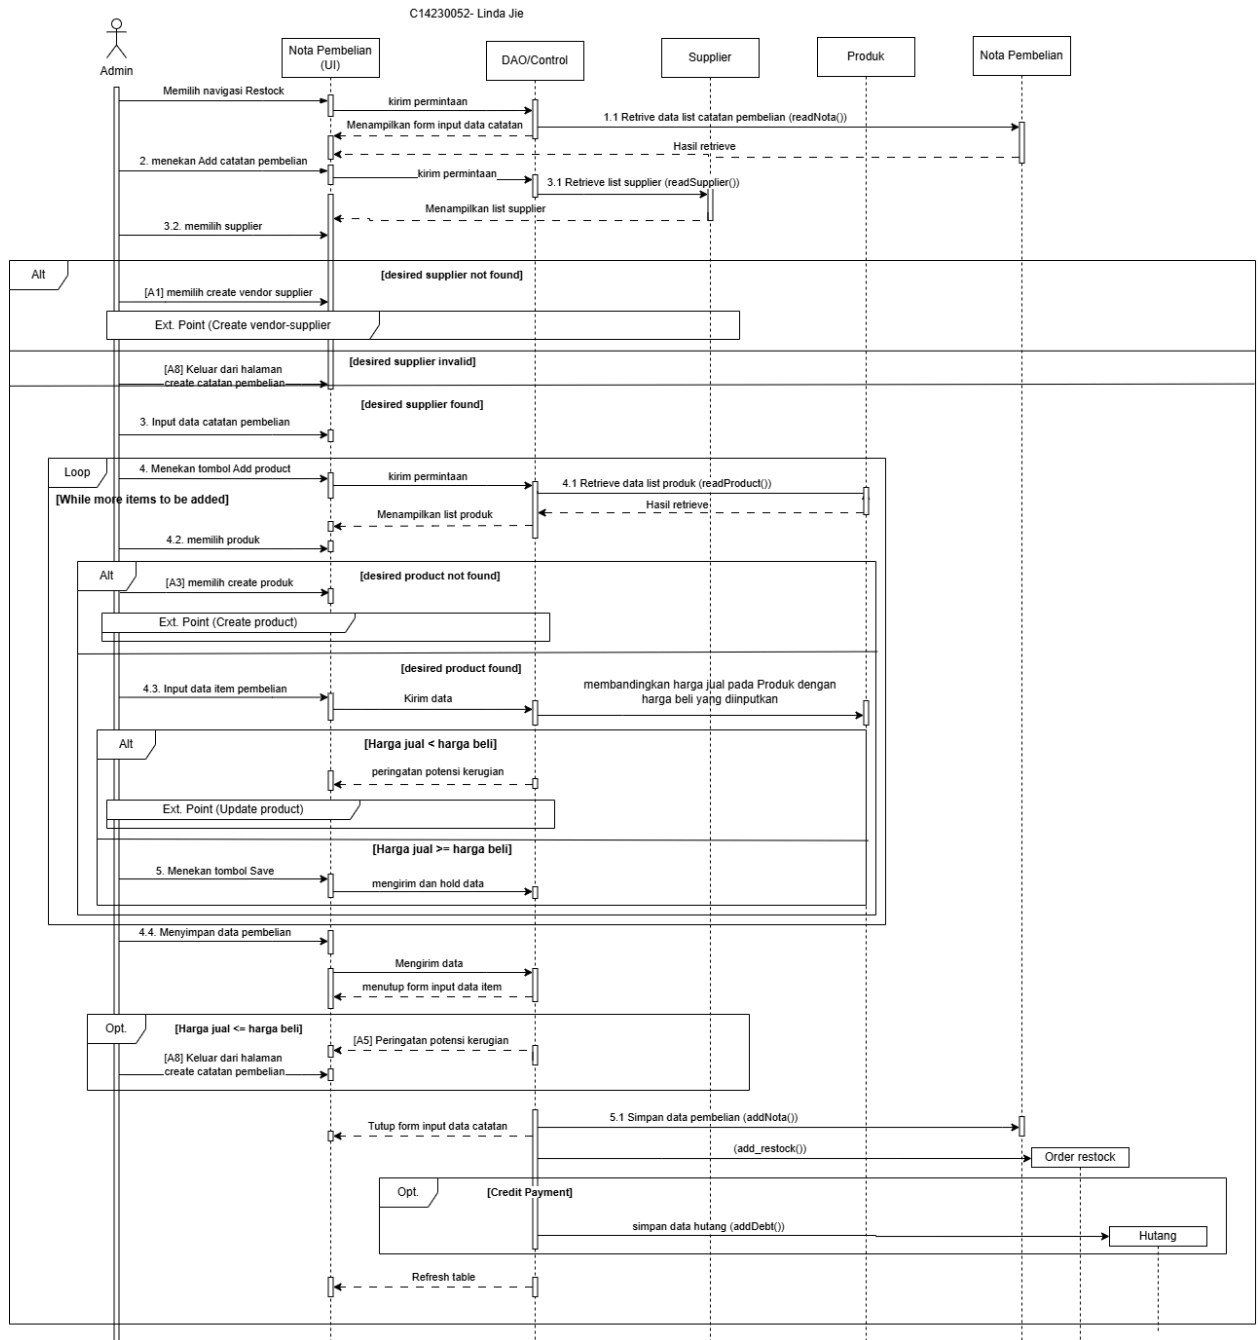 C14230052- Linda Jie
Admin
Nota Pembelian
(UI)
DAO/Control
Supplier
Produk
Nota Pembelian
Memilih navigasi Restock
kirim permintaan
1.1 Retrive data list catatan pembelian (readNota())
Menampilkan form input data catatan
Hasil retrieve
2. menekan Add catatan pembelian
kirim permintaan
3.1 Retrieve list supplier (readSupplier())
Menampilkan list supplier
3.2. memilih supplier
Alt
[desired supplier not found]
[A1] memilih create vendor supplier
Ext. Point (Create vendor-supplier
[desired supplier invalid]
[A8] Keluar dari halaman
create catatan pembelian
[desired supplier found]
3. Input data catatan pembelian
Loop
4. Menekan tombol Add product
kirim permintaan
4.1 Retrieve data list produk (readProduct())
[While more items to be added]
Hasil retrieve
Menampilkan list produk
4.2. memilih produk
Alt
[desired product not found]
[A3] memilih create produk
Ext. Point (Create product)
[desired product found]
4.3. Input data item pembelian
Kirim data
membandingkan harga jual pada Produk dengan
harga beli yang diinputkan
Alt
[Harga jual < harga beli]
peringatan potensi kerugian
Ext. Point (Update product)
[Harga jual >= harga beli]
5. Menekan tombol Save
mengirim dan hold data
4.4. Menyimpan data pembelian
Mengirim data
menutup form input data item
Opt.
[Harga jual <= harga beli]
[A5] Peringatan potensi kerugian
[A8] Keluar dari halaman
create catatan pembelian
5.1 Simpan data pembelian (addNota())
Tutup form input data catatan
(add_restock())
Order restock
Opt.
[Credit Payment]
simpan data hutang (addDebt())
Hutang
Refresh table